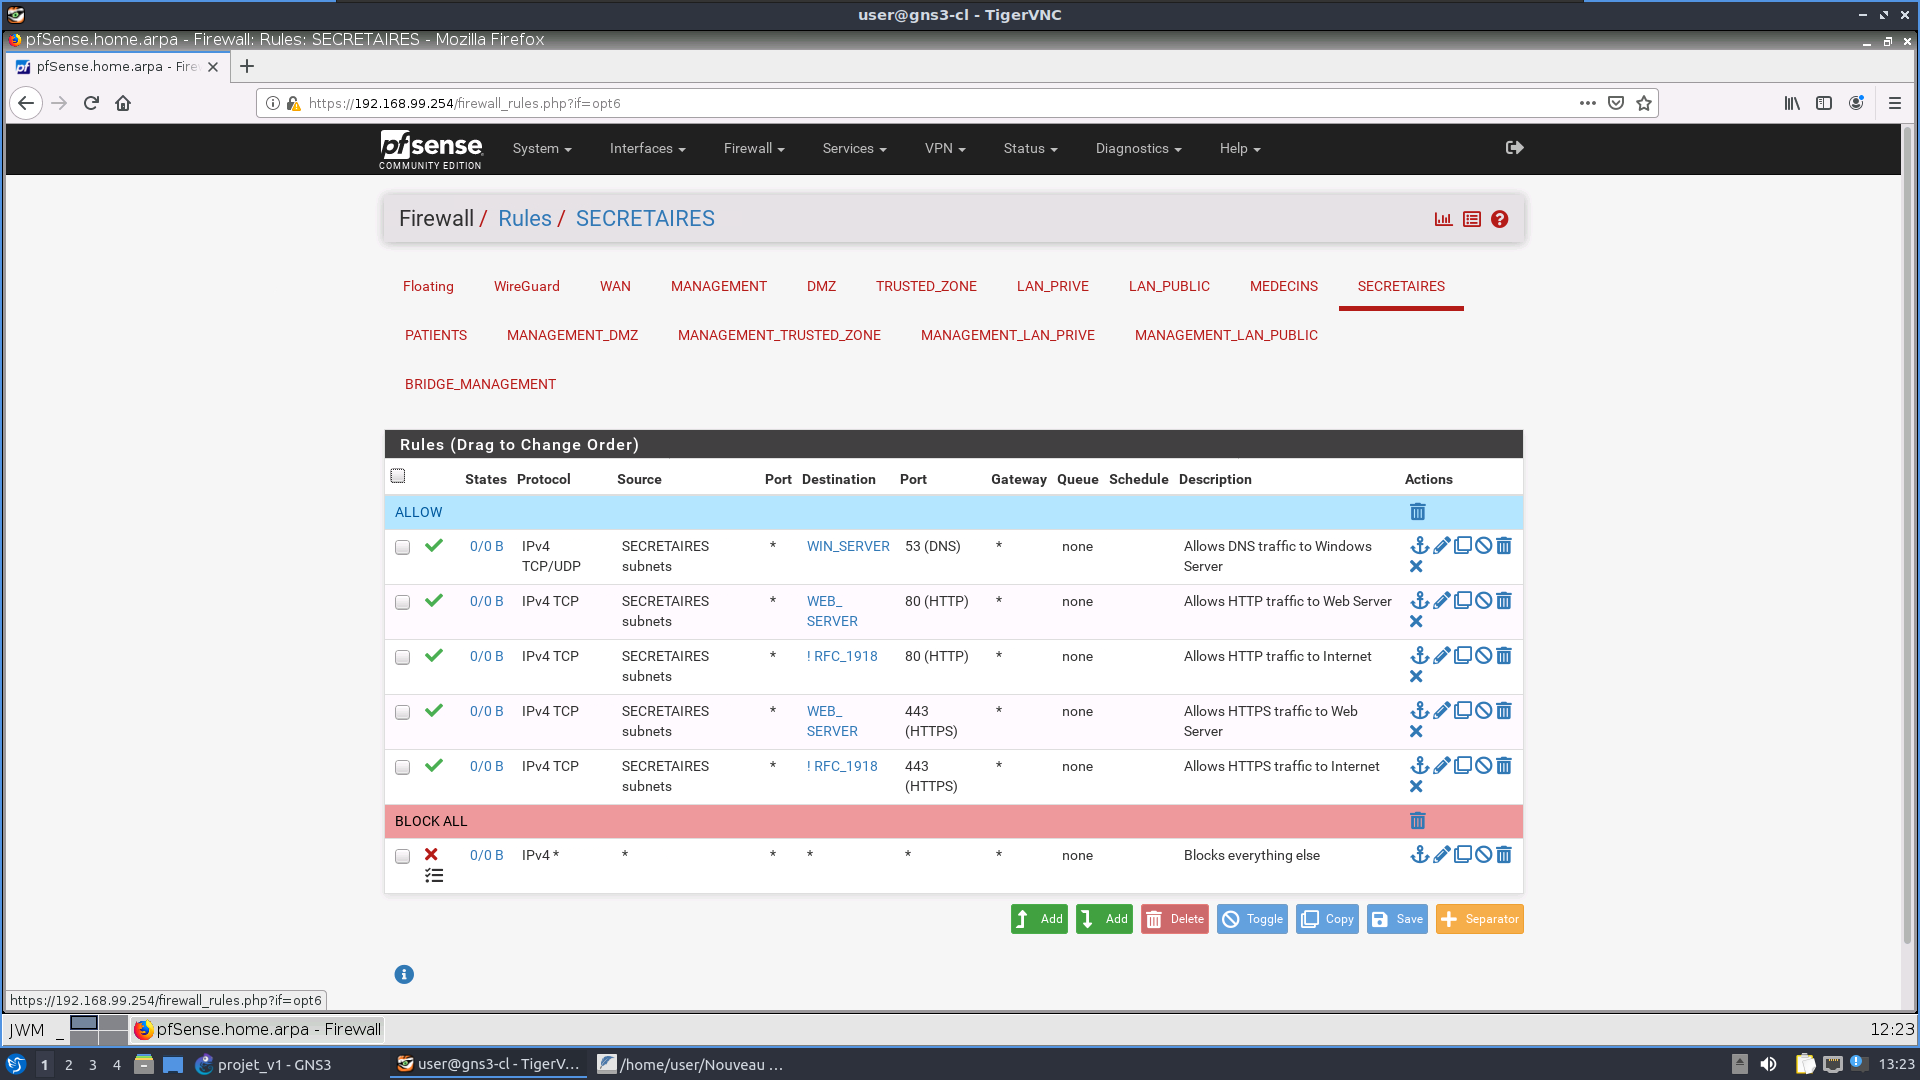 user@gns3-cl - TigerVNC
pfSense.home.arpa - Firewall: Rules: SECRETAIRES - Mozilla Firefox
pfSense.home.arpa - Fire
https://192.168.99.254/firewall_rules.php?if=opt6
pfsense
COMMUNITY EDITION
System Interfaces Firewall Services VPN Status Diagnostics Help
Firewall / Rules / SECRETAIRES
Floating WireGuard WAN MANAGEMENT DMZ TRUSTED_ZONE LAN_PRIVE LAN_PUBLIC MEDECINS SECRETAIRES
PATIENTS MANAGEMENT_DMZ MANAGEMENT_TRUSTED_ZONE MANAGEMENT_LAN_PRIVE MANAGEMENT_LAN_PUBLIC
BRIDGE_MANAGEMENT
Rules (Drag to Change Order)
States Protocol Source Port Destination Port Gateway Queue Schedule Description Actions
ALLOW
0/0 B IPv4 SECRETAIRES * WIN_SERVER 53 (DNS) * none Allows DNS traffic to Windows
TCP/UDP subnets Server
0/0 B IPv4 TCP SECRETAIRES * WEB_ 80 (HTTP) * none Allows HTTP traffic to Web Server
subnets SERVER
0/0 B IPv4 TCP SECRETAIRES * ! RFC_1918 80 (HTTP) * none Allows HTTP traffic to Internet
subnets
0/0 B IPv4 TCP SECRETAIRES * WEB_ 443 * none Allows HTTPS traffic to Web
subnets SERVER (HTTPS) Server
0/0 B IPv4 TCP SECRETAIRES * ! RFC_1918 443 * none Allows HTTPS traffic to Internet
subnets (HTTPS)
BLOCK ALL
0/0 B IPv4 * * * * * * none Blocks everything else
Add Add Delete Toggle Copy Save Separator
https://192.168.99.254/firewall_rules.php?if=opt6
JWM _ pfSense.home.arpa - Firewall 12:23
1 2 3 4 projet_v1 - GNS3 user@gns3-cl - TigerV... /home/user/Nouveau ... 13:23